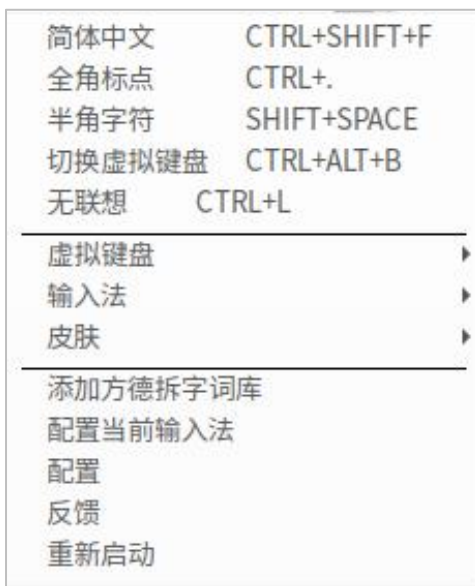 简体中文 CTRL+SHIFT+F
全角标点 CTRL+.
半角字符 SHIFT+SPACE
切换虚拟键盘 CTRL+ALT+B
无联想 CTRL+L
虚拟键盘
输入法
皮肤
添加方德拆字词库
配置当前输入法
配置
反馈
重新启动